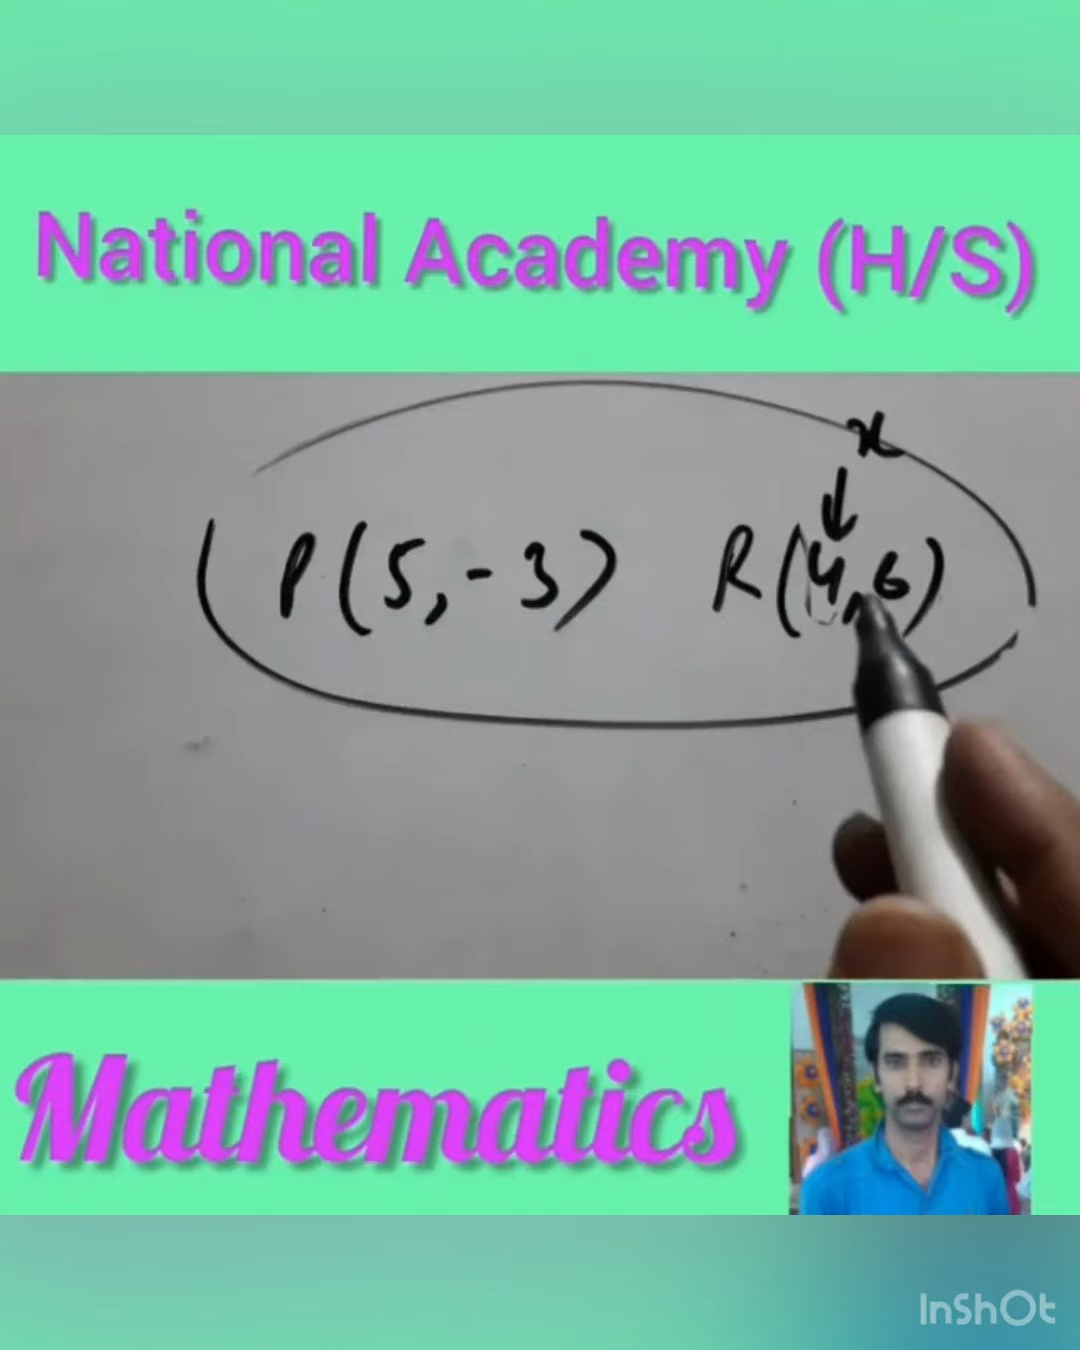 National Academy (H/S)
x
↓
P(5,-3) R(4,6)
Mathematics
InShOt